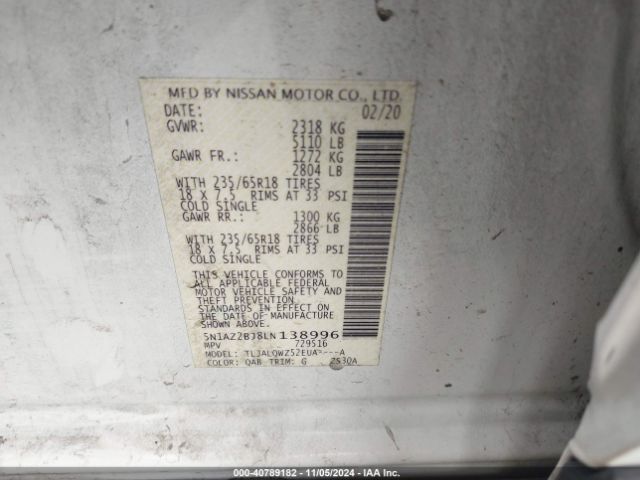 MFD BY NISSAN MOTOR CO., LTD
DATE: 02/20
GVWR: 2318 KG
5110 LB
GAWR FR.: 1272 KG
2804 LB
WITH 235/65R18 TIRES
18 X 7.5 RIMS AT 33 PSI
COLD SINGLE
GAWR RR.: 1300 KG
2866 LB
WITH 235/65R18 TIRES
18 X 7.5 RIMS AT 33 PSI
COLD SINGLE
THIS VEHICLE CONFORMS TO
ALL APPLICABLE FEDERAL
MOTOR VEHICLE SAFETY AND
THEFT PREVENTION
STANDARDS IN EFFECT ON
THE DATE OF MANUFACTURE
SHOWN ABOVE.
5N1AZ2BJ8LN138996
MPV 729516
MODEL: TLJALQWZ52EUA----A
COLOR: QAB TRIM: G ZS30A
000-40789182 - 11/05/2024 - IAA Inc.